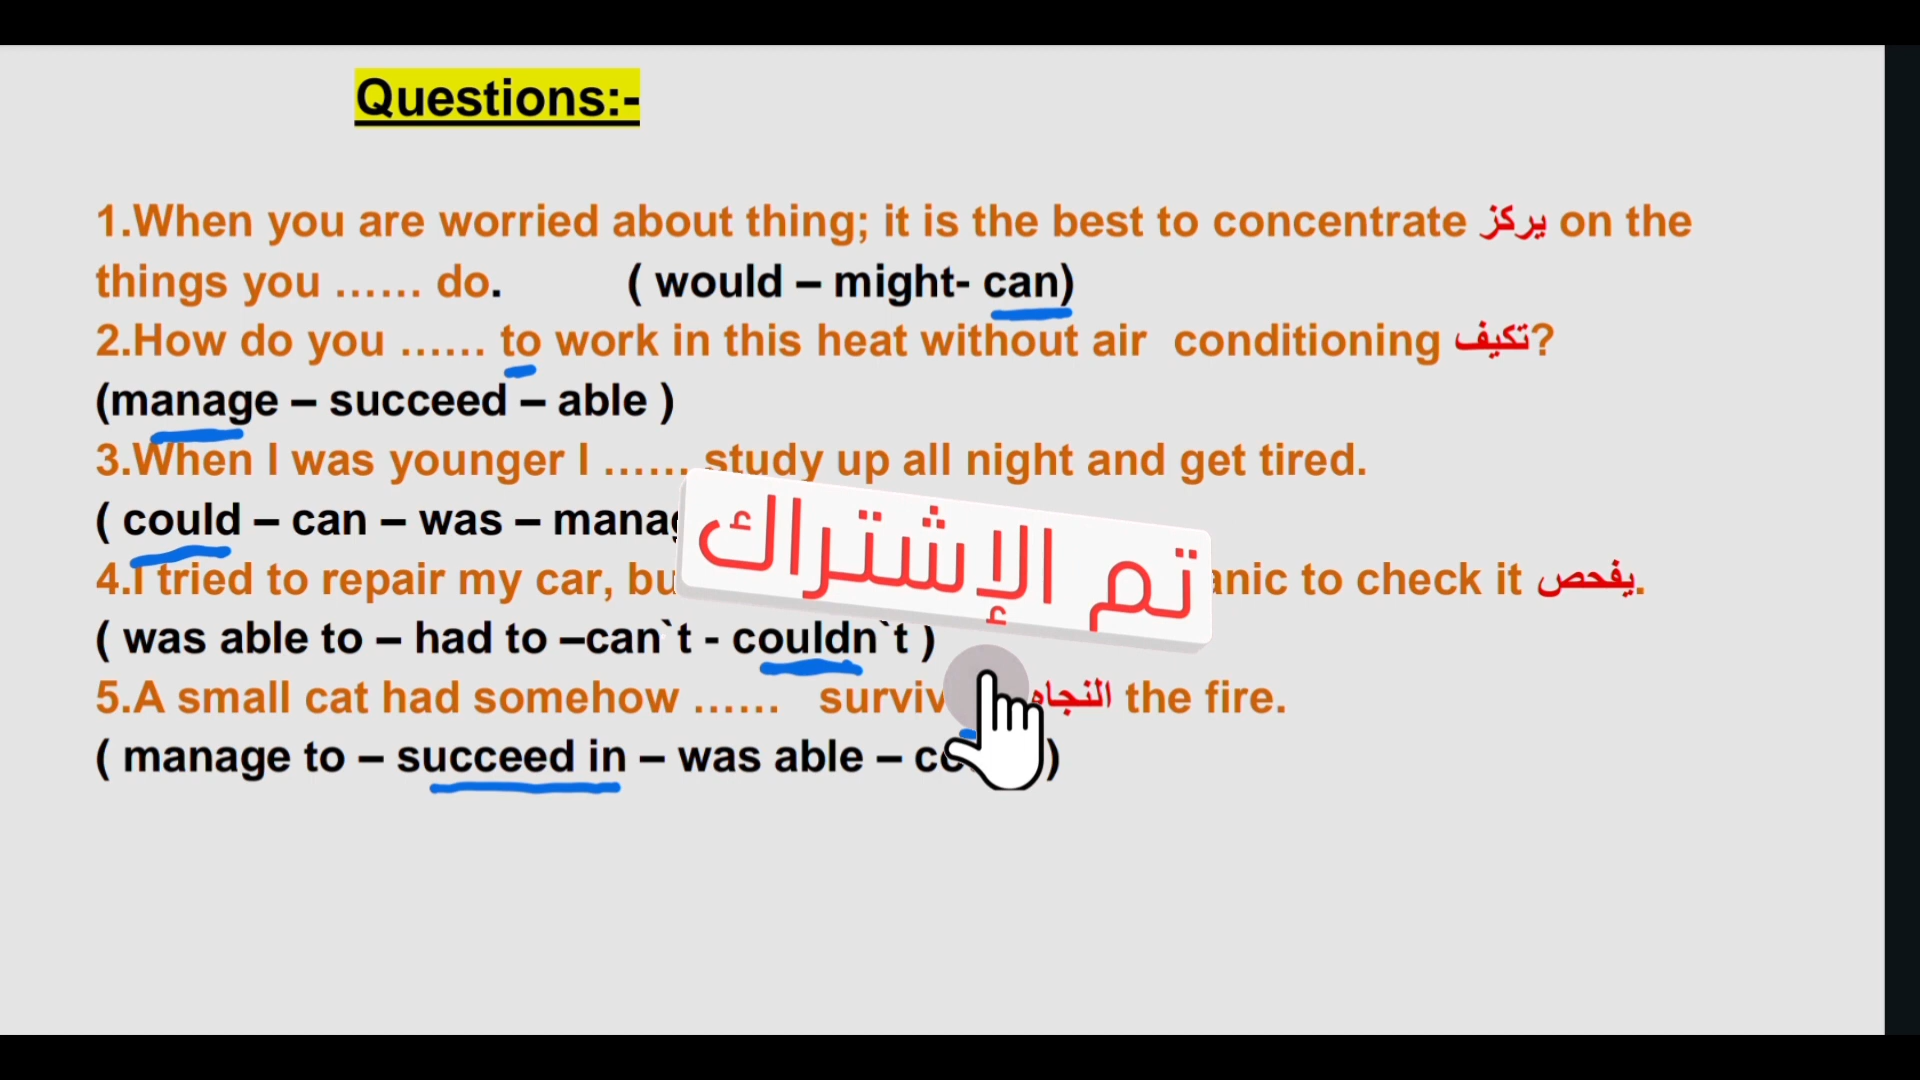 Questions:-
1.When you are worried about thing; it is the best to concentrate يركز on the
things you …… do. ( would – might- can)
2.How do you …… to work in this heat without air conditioning تكيف?
(manage – succeed – able )
3.When I was younger I …… study up all night and get tired.
( could – can – was –
تم الإشتراك
4.I tried to repair my car, to check it يفحص.
( was able to – had to –can`t - couldn`t )
5.A small cat had somehow …… النجاه the fire.
( manage to – succeed in – was able – )